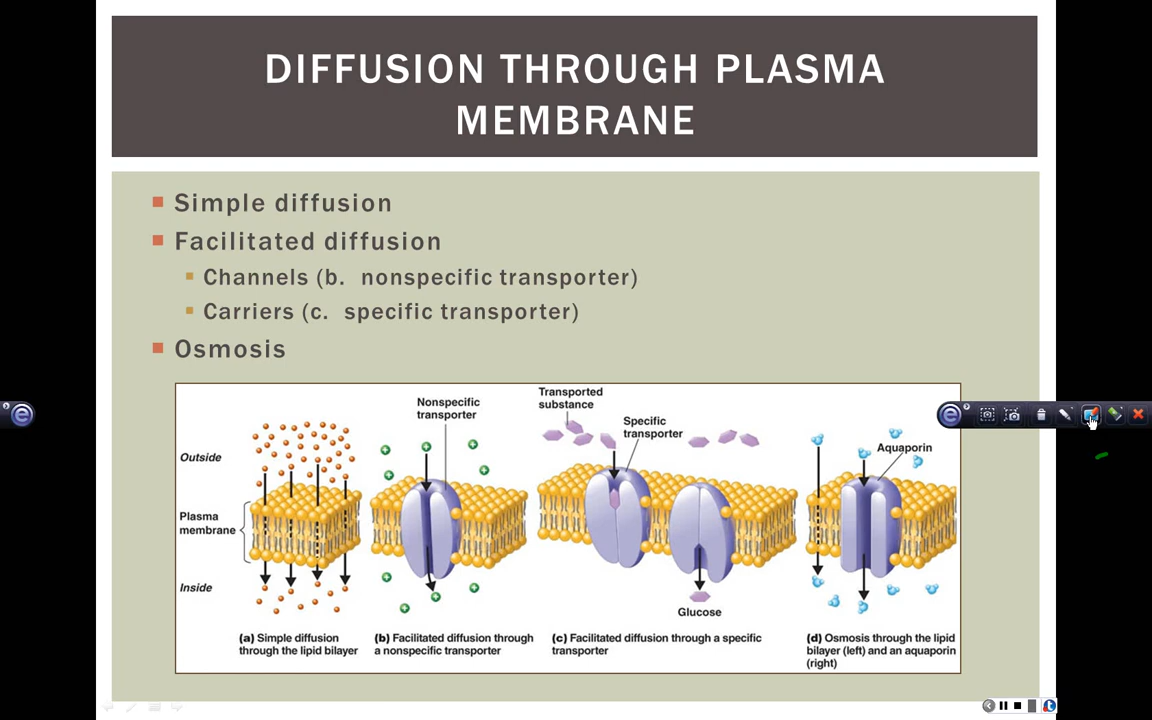 DIFFUSION THROUGH PLASMA
MEMBRANE
Simple diffusion
Facilitated diffusion
Channels (b. nonspecific transporter)
Carriers (c. specific transporter)
Osmosis
Outside
Plasma
membrane
Inside
(a) Simple diffusion
through the lipid bilayer
Nonspecific
transporter
(b) Facilitated diffusion through
a nonspecific transporter
Transported
substance
Specific
transporter
Glucose
(c) Facilitated diffusion through a specific
transporter
Aquaporin
(d) Osmosis through the lipid
bilayer (left) and an aquaporin
(right)